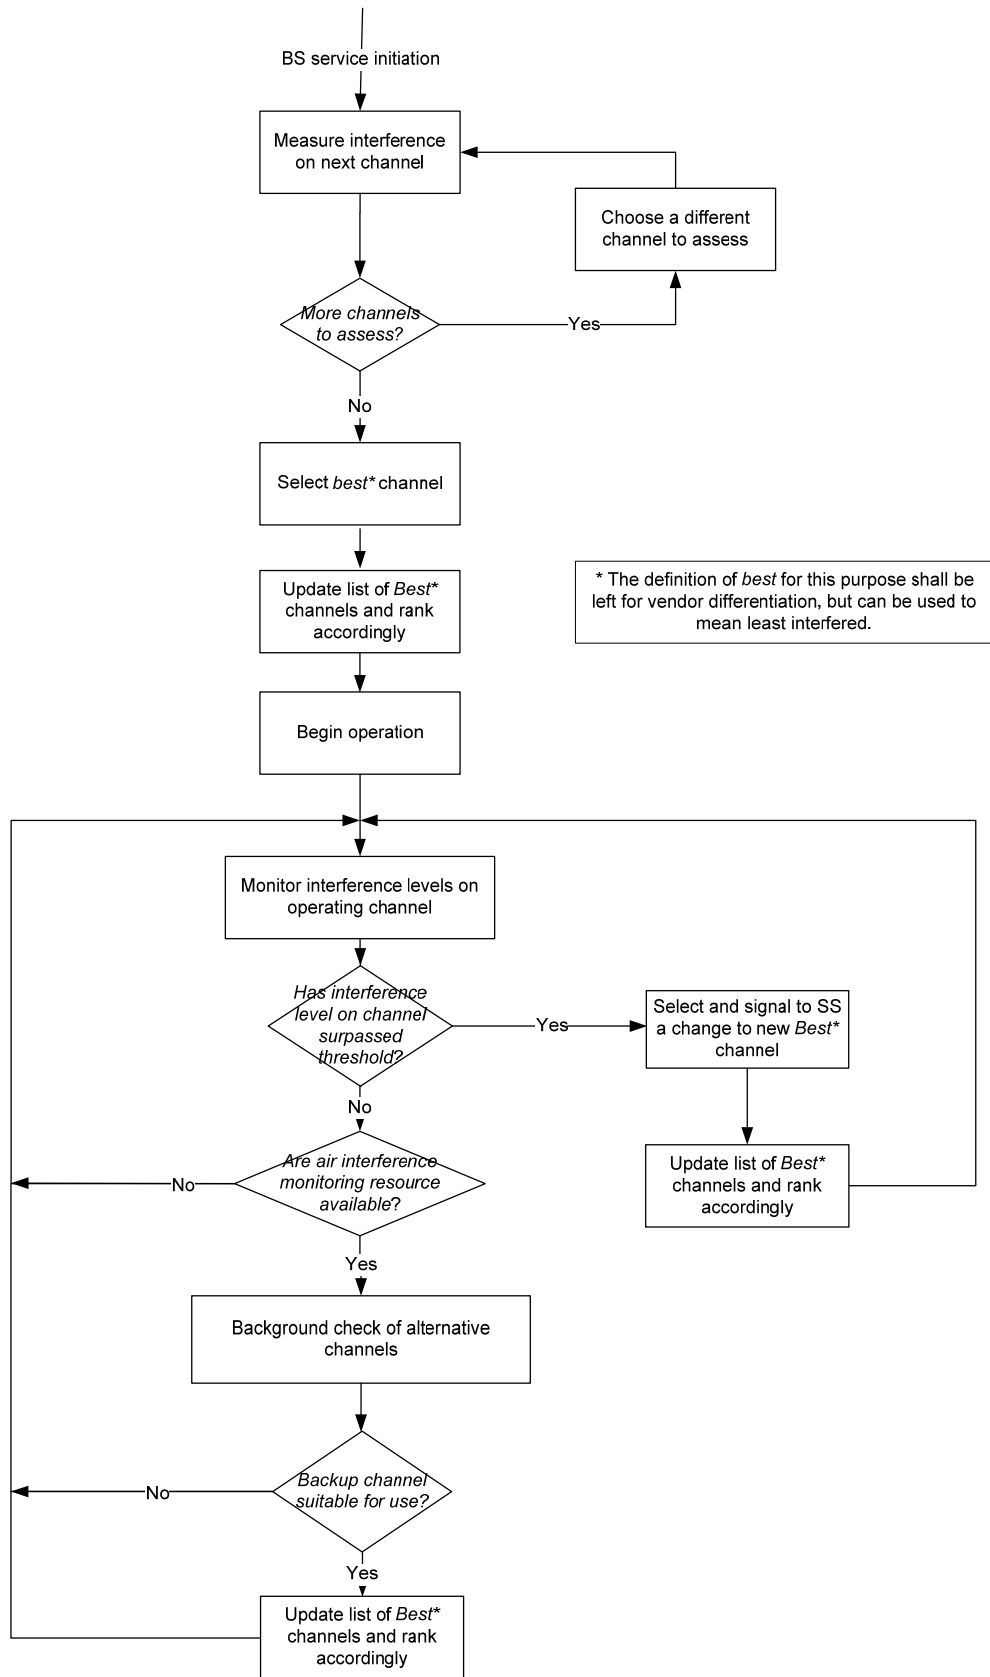 BS service initiation
Measure interference
on next channel
Choose a different
channel to assess
More channels
to assess?
Yes
No
Select best* channel
Update list of Best*
channels and rank
accordingly
* The definition of best for this purpose shall be
left for vendor differentiation, but can be used to
mean least interfered.
Begin operation
Monitor interference levels on
operating channel
Has interference
level on channel
surpassed
threshold?
Yes
Select and signal to SS
a change to new Best*
channel
No
Are air interference
monitoring resource
available?
No
Update list of Best*
channels and rank
accordingly
Yes
Background check of alternative
channels
Backup channel
suitable for use?
No
Yes
Update list of Best*
channels and rank
accordingly